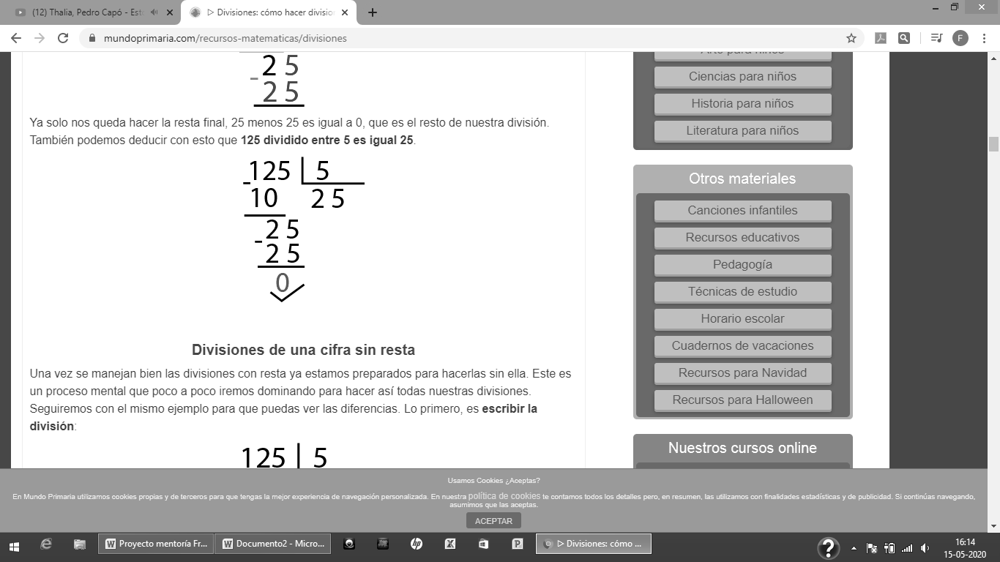 (12) Thalia, Pedro Capó - Est
▷ Divisiones: cómo hacer division
mundoprimaria.com/recursos-matematicas/divisiones
F
25
- 25
Ya solo nos queda hacer la resta final, 25 menos 25 es igual a 0, que es el resto de nuestra división.
También podemos deducir con esto que 125 dividido entre 5 es igual 25.
125 | 5
- 10 25
25
- 25
0
Divisiones de una cifra sin resta
Una vez se manejan bien las divisiones con resta ya estamos preparados para hacerlas sin ella. Este es
un proceso mental que poco a poco iremos dominando para hacer así todas nuestras divisiones.
Seguiremos con el mismo ejemplo para que puedas ver las diferencias. Lo primero, es escribir la
división:
125 | 5
Arte para niños
Ciencias para niños
Historia para niños
Literatura para niños
Otros materiales
Canciones infantiles
Recursos educativos
Pedagogía
Técnicas de estudio
Horario escolar
Cuadernos de vacaciones
Recursos para Navidad
Recursos para Halloween
Nuestros cursos online
Usamos Cookies ¿Aceptas?
En Mundo Primaria utilizamos cookies propias y de terceros para que tengas la mejor experiencia de navegación personalizada. En nuestra política de cookies te contamos todos los detalles pero, en resumen, las utilizamos con finalidades estadísticas y de publicidad. Si continúas navegando,
asumimos que las aceptas.
ACEPTAR
Proyecto mentoría Fr...
Documento2 - Micro...
▷ Divisiones: cómo ...
16:14
15-05-2020